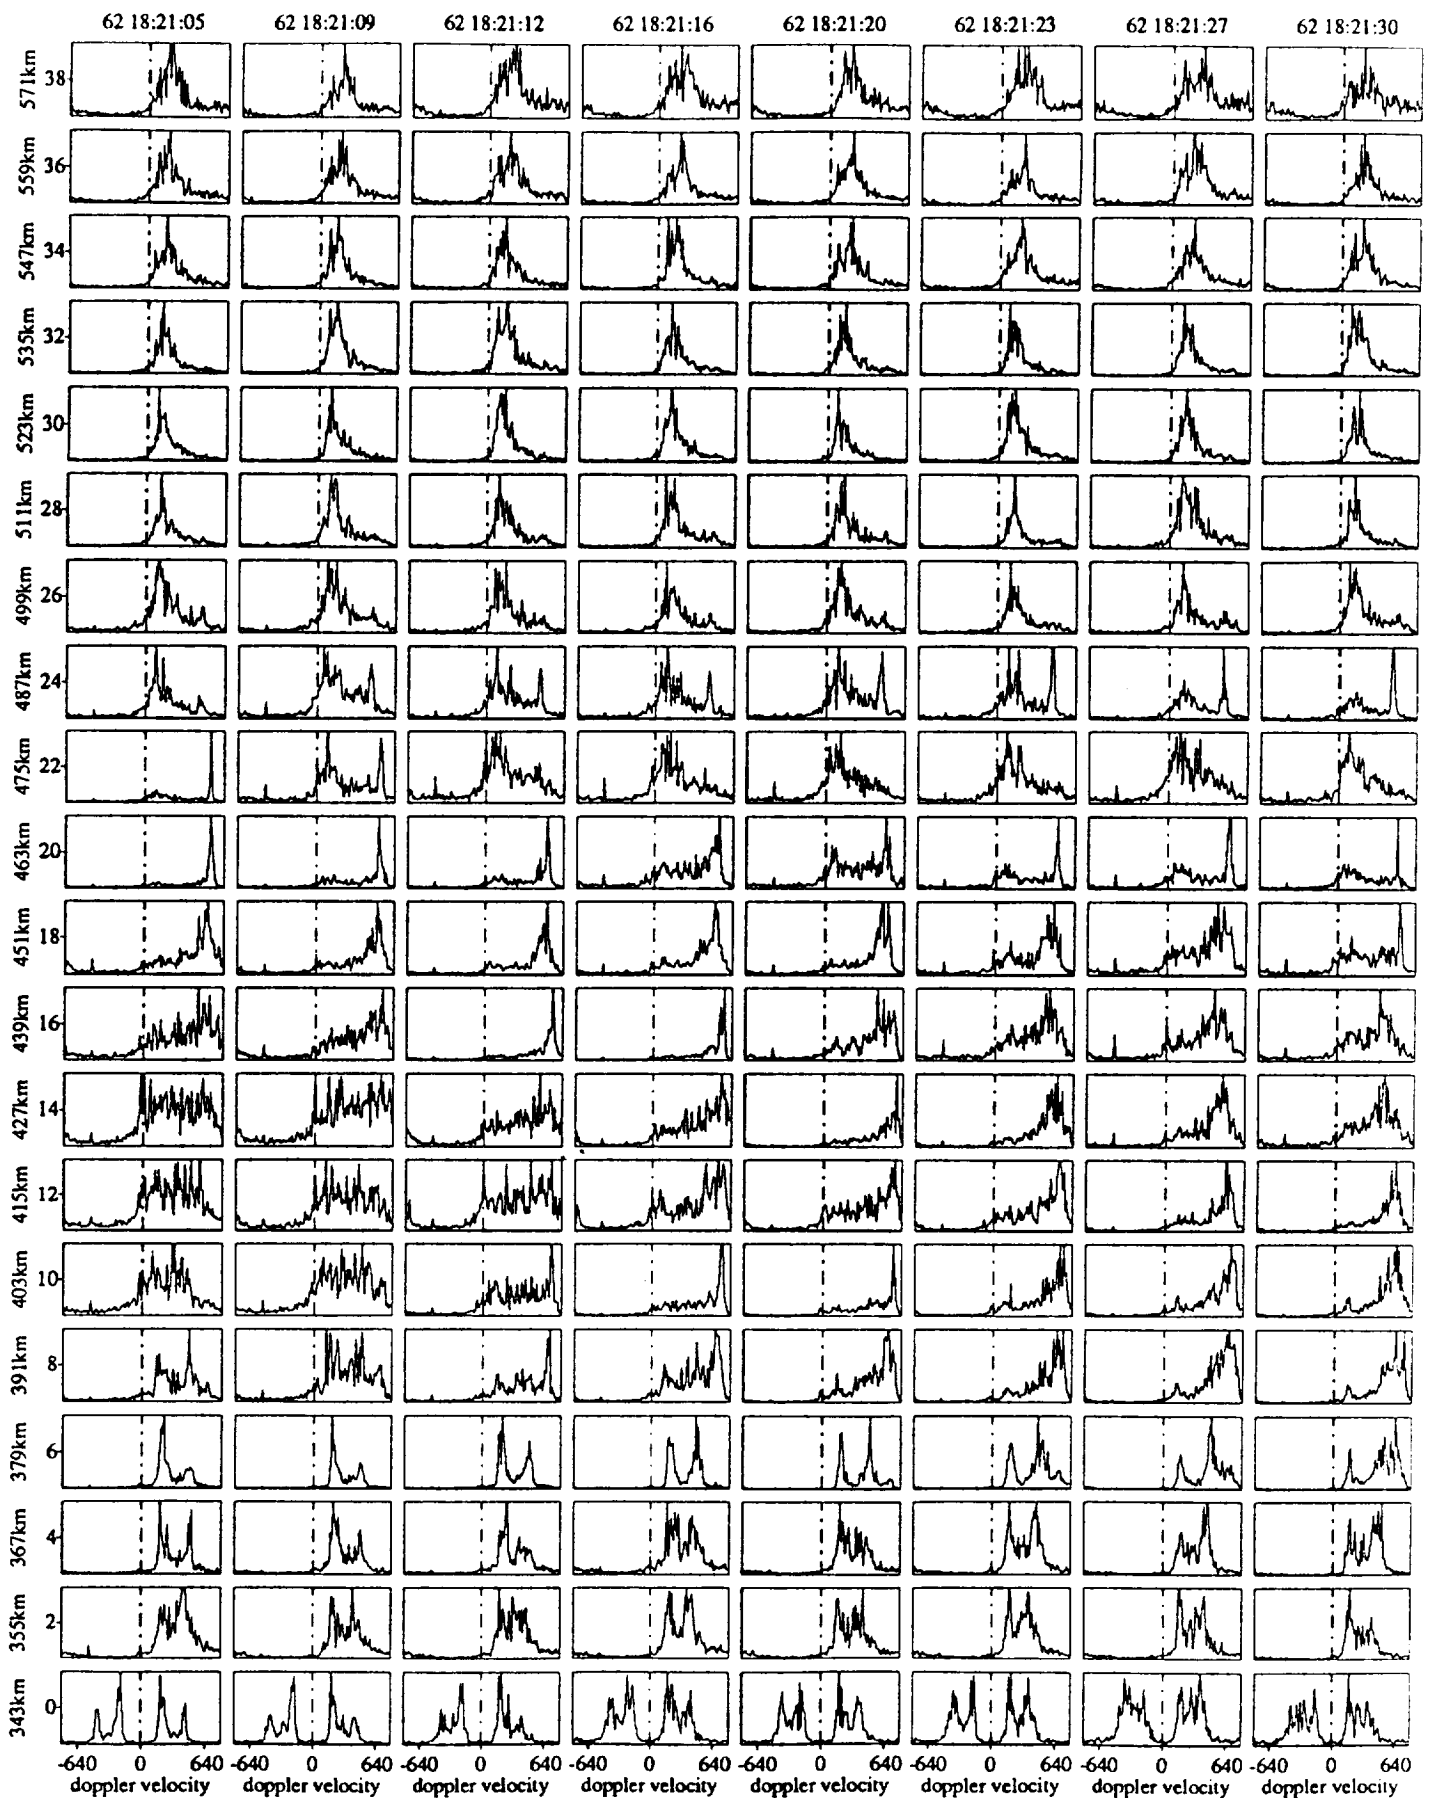 62 18:21:05 62 18:21:09 62 18:21:12 62 18:21:16 62 18:21:20 62 18:21:23 62 18:21:27 62 18:21:30
571km 38
559km 36
547km 34
535km 32
523km 30
511km 28
499km 26
487km 24
475km 22
463km 20
451km 18
439km 16
427km 14
415km 12
403km 10
391km 8
379km 6
367km 4
355km 2
343km 0
-640 0 640 -640 0 640 -640 0 640 -640 0 640 -640 0 640 -640 0 640 -640 0 640 -640 0 640
doppler velocity doppler velocity doppler velocity doppler velocity doppler velocity doppler velocity doppler velocity doppler velocity